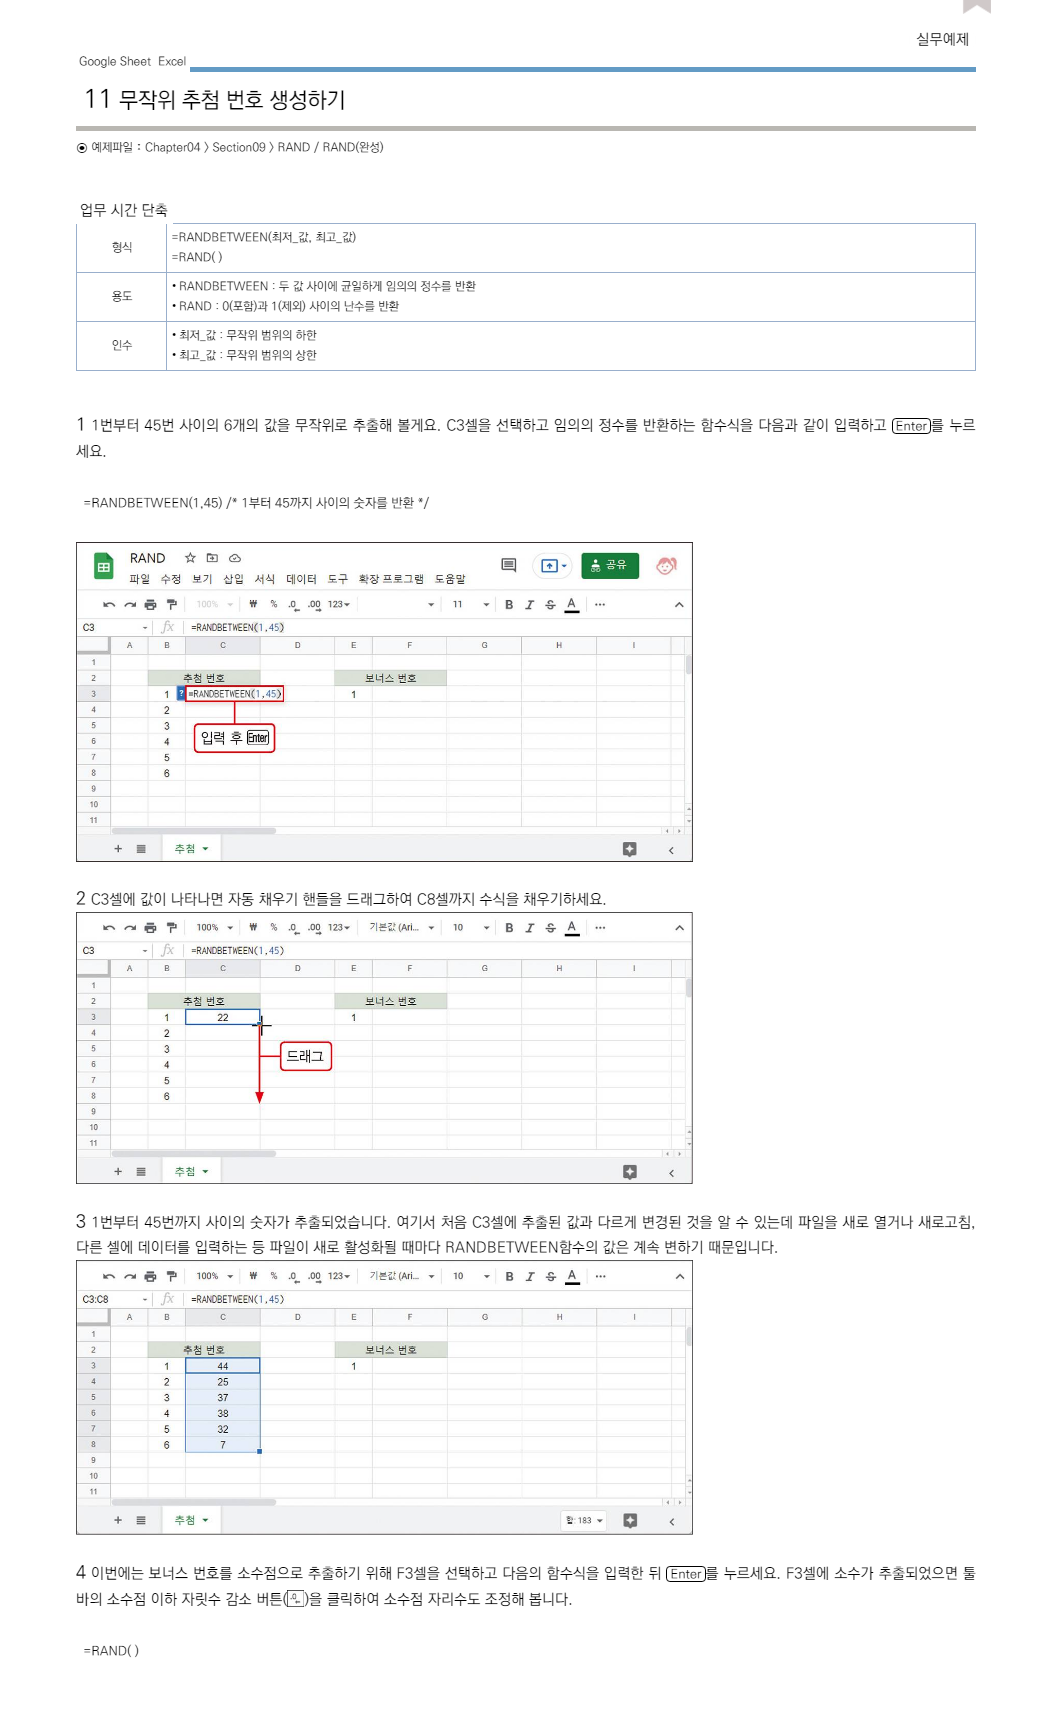 실무예제
Google Sheet Excel
11 무작위 추첨 번호 생성하기
예제파일 : Chapter04 > Section09 > RAND / RAND(완성)
업무 시간 단축
형식
=RANDBETWEEN(최저_값, 최고_값)
=RAND( )
용도
• RANDBETWEEN : 두 값 사이에 균일하게 임의의 정수를 반환
• RAND : 0(포함)과 1(제외) 사이의 난수를 반환
인수
• 최저_값 : 무작위 범위의 하한
• 최고_값 : 무작위 범위의 상한
1 1번부터 45번 사이의 6개의 값을 무작위로 추출해 볼게요. C3셀을 선택하고 임의의 정수를 반환하는 함수식을 다음과 같이 입력하고 Enter를 누르
세요.
=RANDBETWEEN(1,45) /* 1부터 45까지 사이의 숫자를 반환 */
RAND
공유
파일 수정 보기 삽입 서식 데이터 도구 확장 프로그램 도움말
100% ₩ % .0 .00 123 11 B I S A
C3 fx =RANDBETWEEN(1,45)
A B C D E F G H I
1
2 추첨 번호 보너스 번호
3 1 ? =RANDBETWEEN(1,45) 1
4 2
5 3
입력 후 Enter
6 4
7 5
8 6
9
10
11
추첨
2 C3셀에 값이 나타나면 자동 채우기 핸들을 드래그하여 C8셀까지 수식을 채우기하세요.
100% ₩ % .0 .00 123 기본값 (Ari... 10 B I S A
C3 fx =RANDBETWEEN(1,45)
A B C D E F G H I
1
2 추첨 번호 보너스 번호
3 1 22 1
4 2
5 3
드래그
6 4
7 5
8 6
9
10
11
추첨
3 1번부터 45번까지 사이의 숫자가 추출되었습니다. 여기서 처음 C3셀에 추출된 값과 다르게 변경된 것을 알 수 있는데 파일을 새로 열거나 새로고침,
다른 셀에 데이터를 입력하는 등 파일이 새로 활성화될 때마다 RANDBETWEEN함수의 값은 계속 변하기 때문입니다.
100% ₩ % .0 .00 123 기본값 (Ari... 10 B I S A
C3:C8 fx =RANDBETWEEN(1,45)
A B C D E F G H I
1
2 추첨 번호 보너스 번호
3 1 44 1
4 2 25
5 3 37
6 4 38
7 5 32
8 6 7
9
10
11
추첨 합: 183
4 이번에는 보너스 번호를 소수점으로 추출하기 위해 F3셀을 선택하고 다음의 함수식을 입력한 뒤 Enter를 누르세요. F3셀에 소수가 추출되었으면 툴
바의 소수점 이하 자릿수 감소 버튼(.0)을 클릭하여 소수점 자리수도 조정해 봅니다.
=RAND( )